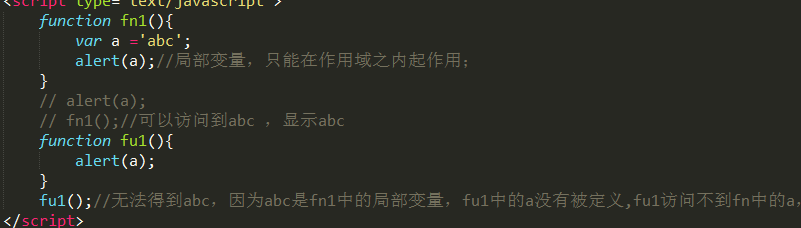 <script type="text/javascript">
function fn1(){
var a ='abc';
alert(a);//局部变量，只能在作用域之内起作用；
}
// alert(a);
// fn1();//可以访问到abc ，显示abc
function fu1(){
alert(a);
}
fu1();//无法得到abc，因为abc是fn1中的局部变量，fu1中的a没有被定义,fu1访问不到fn中的a，
</script>